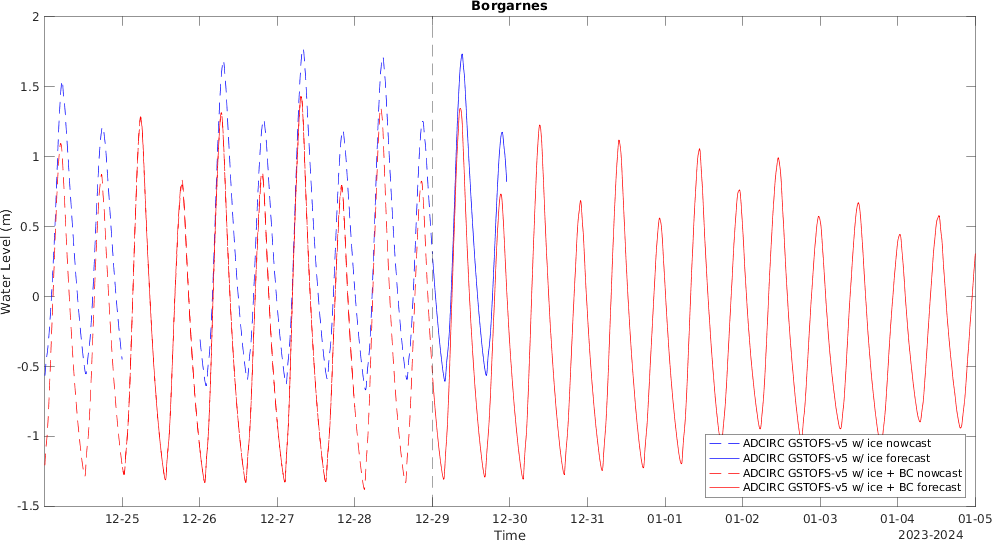 Borgarnes
2
1.5
1
0.5
0
-0.5
-1
-1.5
Water Level (m)
ADCIRC GSTOFS-v5 w/ ice nowcast
ADCIRC GSTOFS-v5 w/ ice forecast
ADCIRC GSTOFS-v5 w/ ice + BC nowcast
ADCIRC GSTOFS-v5 w/ ice + BC forecast
12-25 12-26 12-27 12-28 12-29 12-30 12-31 01-01 01-02 01-03 01-04 01-05
Time
2023-2024